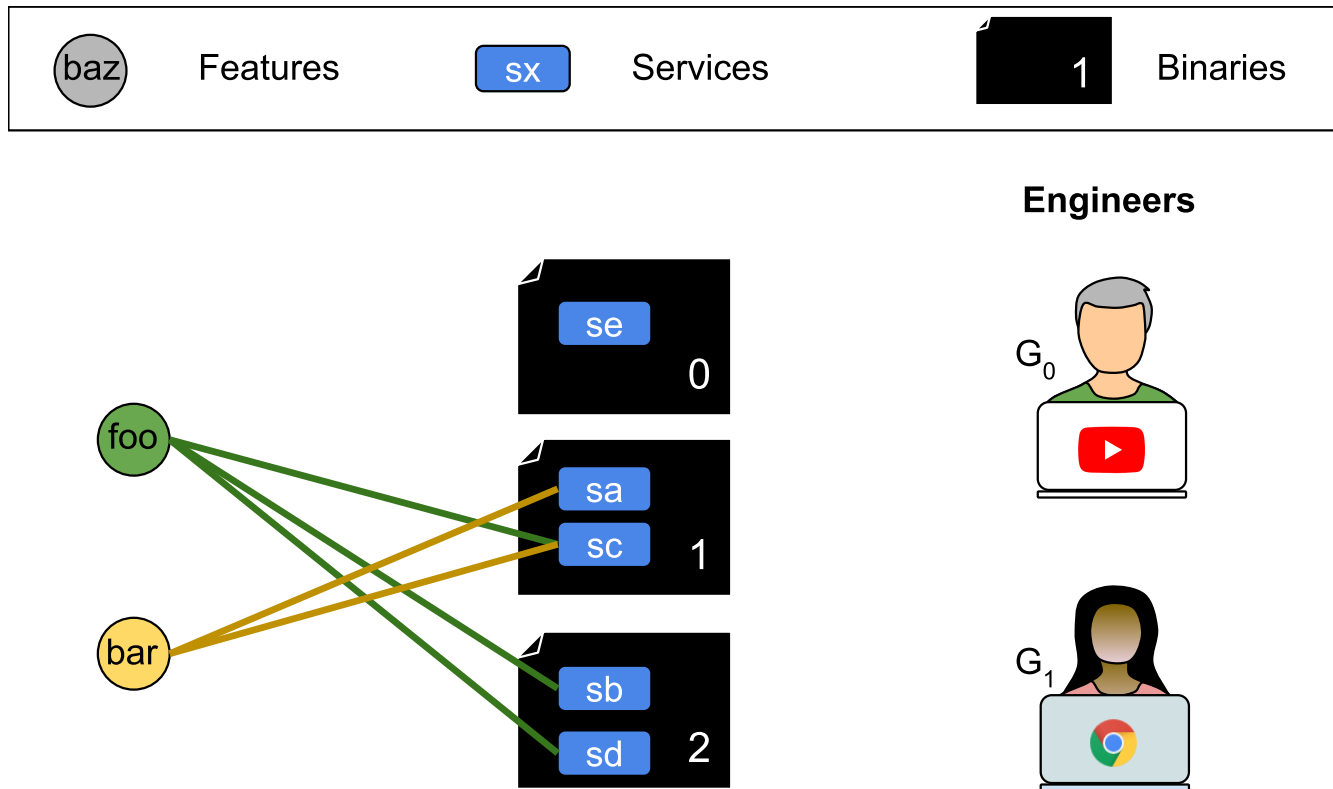 baz Features sx Services 1 Binaries
Engineers
se
0
G0
foo
sa
sc
1
bar
sb
sd
2
G1